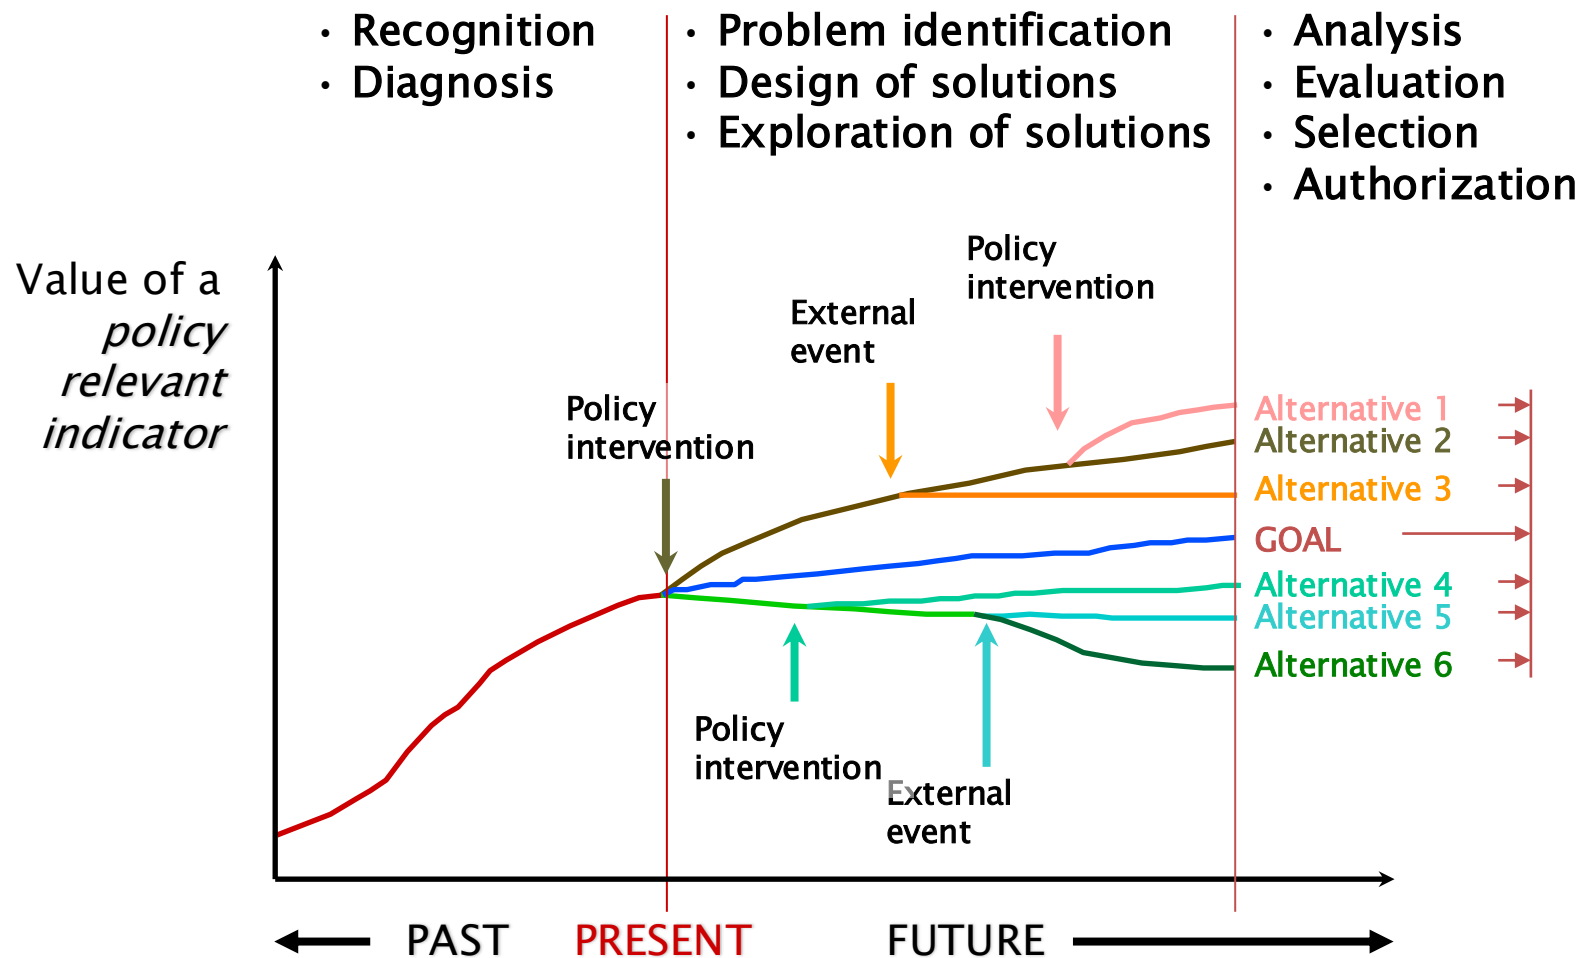 • Recognition
• Diagnosis
• Problem identification
• Design of solutions
• Exploration of solutions
• Analysis
• Evaluation
• Selection
• Authorization
Value of a
policy
relevant
indicator
Policy
intervention
External
event
Policy
intervention
Policy
intervention
External
event
Alternative 1
Alternative 2
Alternative 3
GOAL
Alternative 4
Alternative 5
Alternative 6
PAST
PRESENT
FUTURE